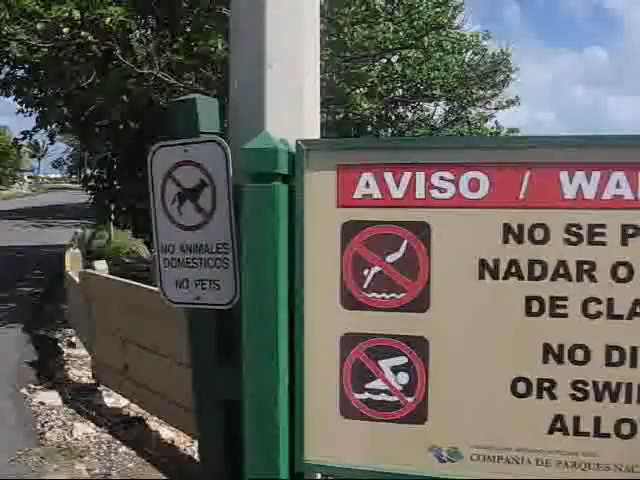 NO ANIMALES
DOMESTICOS
NO PETS
AVISO / WA
NO SE P
NADAR O
DE CLA
NO DI
OR SWI
ALLO
COMPAÑIA DE PARQUES NAC